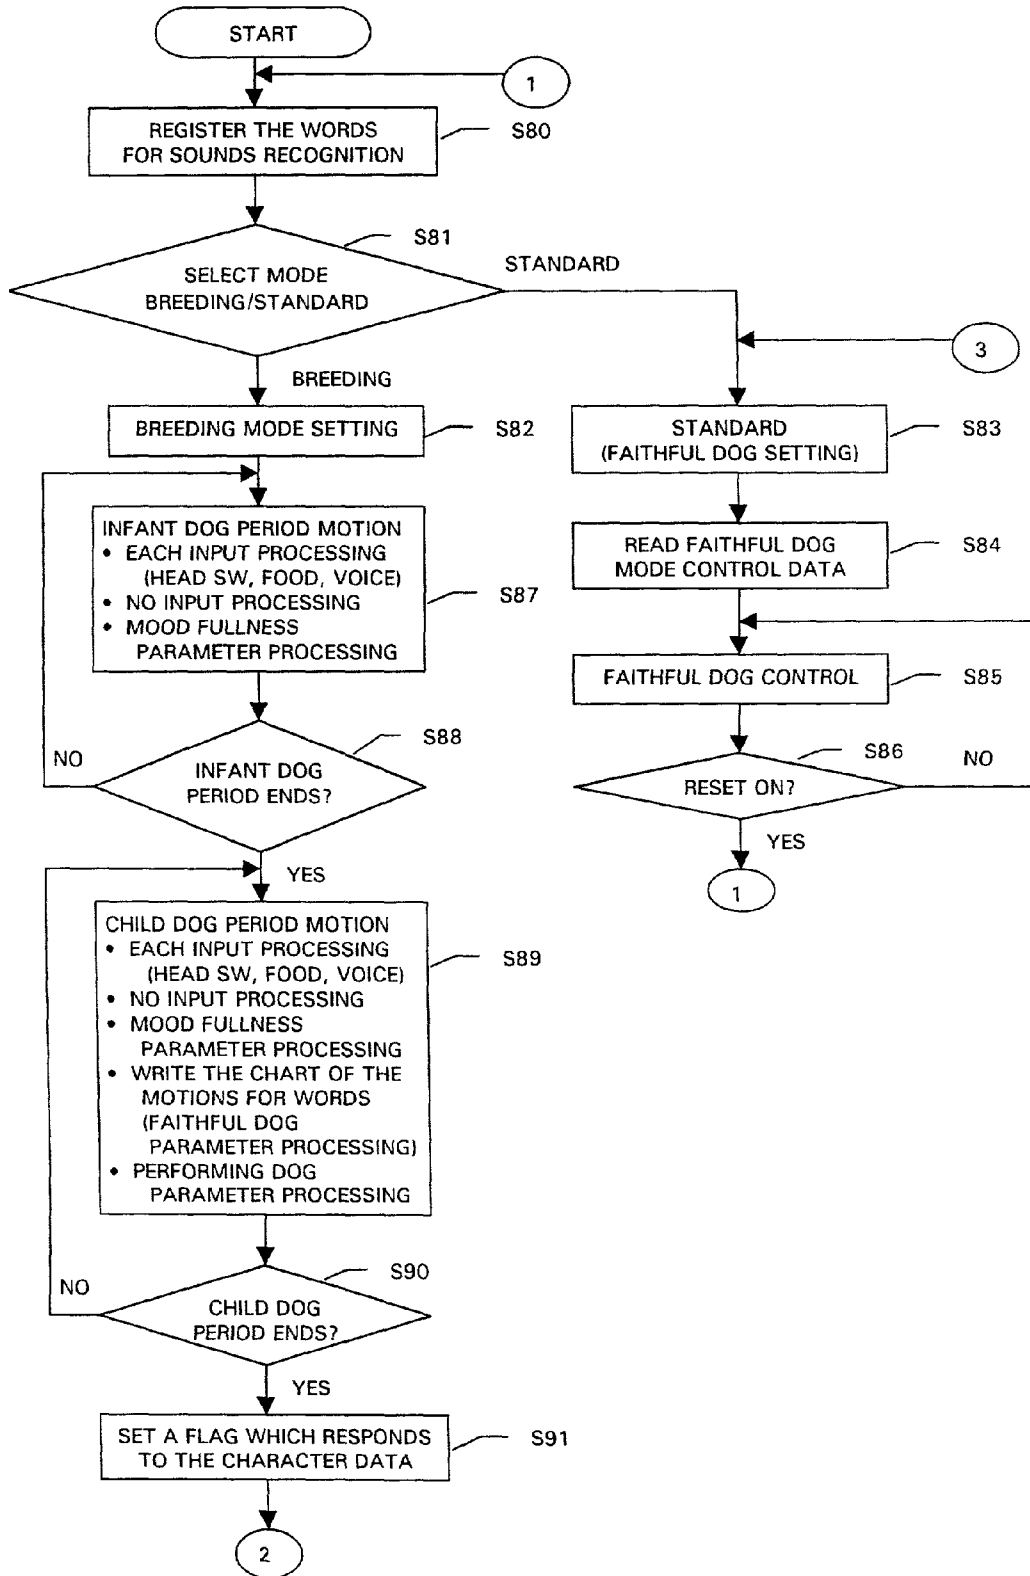 START
1
REGISTER THE WORDS
FOR SOUNDS RECOGNITION
S80
S81
SELECT MODE
BREEDING/STANDARD
STANDARD
3
BREEDING
BREEDING MODE SETTING
S82
STANDARD
(FAITHFUL DOG SETTING)
S83
INFANT DOG PERIOD MOTION
• EACH INPUT PROCESSING
(HEAD SW, FOOD, VOICE)
• NO INPUT PROCESSING
• MOOD FULLNESS
PARAMETER PROCESSING
S87
READ FAITHFUL DOG
MODE CONTROL DATA
S84
FAITHFUL DOG CONTROL
S85
S88
NO
INFANT DOG
PERIOD ENDS?
YES
S86
RESET ON?
NO
YES
1
CHILD DOG PERIOD MOTION
• EACH INPUT PROCESSING
(HEAD SW, FOOD, VOICE)
• NO INPUT PROCESSING
• MOOD FULLNESS
PARAMETER PROCESSING
• WRITE THE CHART OF THE
MOTIONS FOR WORDS
(FAITHFUL DOG
PARAMETER PROCESSING)
• PERFORMING DOG
PARAMETER PROCESSING
S89
S90
NO
CHILD DOG
PERIOD ENDS?
YES
SET A FLAG WHICH RESPONDS
TO THE CHARACTER DATA
S91
2